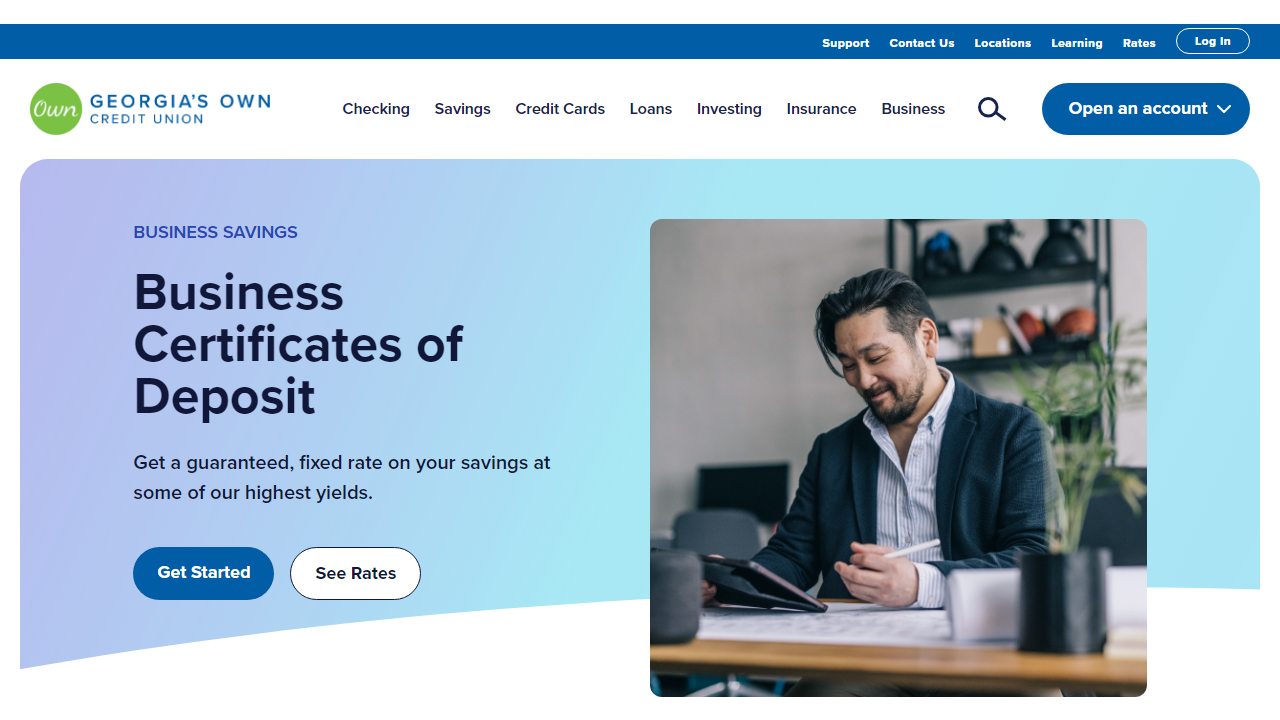 Support Contact Us Locations Learning Rates Log In
Own GEORGIA'S OWN
CREDIT UNION
Checking Savings Credit Cards Loans Investing Insurance Business Open an account
BUSINESS SAVINGS
Business
Certificates of
Deposit
Get a guaranteed, fixed rate on your savings at
some of our highest yields.
Get Started See Rates